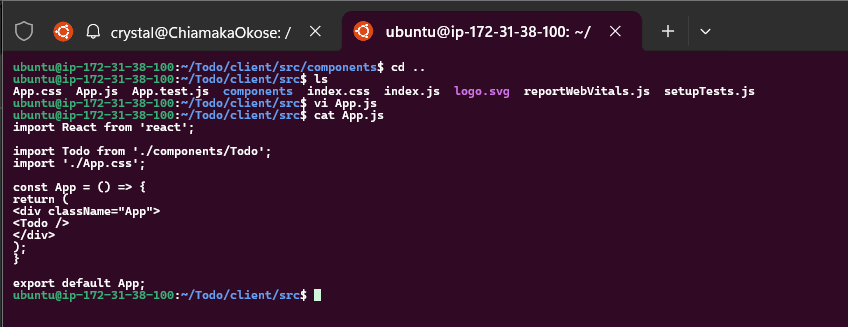 crystal@ChiamakaOkose: /
ubuntu@ip-172-31-38-100: ~/
ubuntu@ip-172-31-38-100:~/Todo/client/src/components$ cd ..
ubuntu@ip-172-31-38-100:~/Todo/client/src$ ls
App.css  App.js  App.test.js  components  index.css  index.js  logo.svg  reportWebVitals.js  setupTests.js
ubuntu@ip-172-31-38-100:~/Todo/client/src$ vi App.js
ubuntu@ip-172-31-38-100:~/Todo/client/src$ cat App.js
import React from 'react';
import Todo from './components/Todo';
import './App.css';
const App = () => {
return (
<div className="App">
<Todo />
</div>
);
}
export default App;
ubuntu@ip-172-31-38-100:~/Todo/client/src$